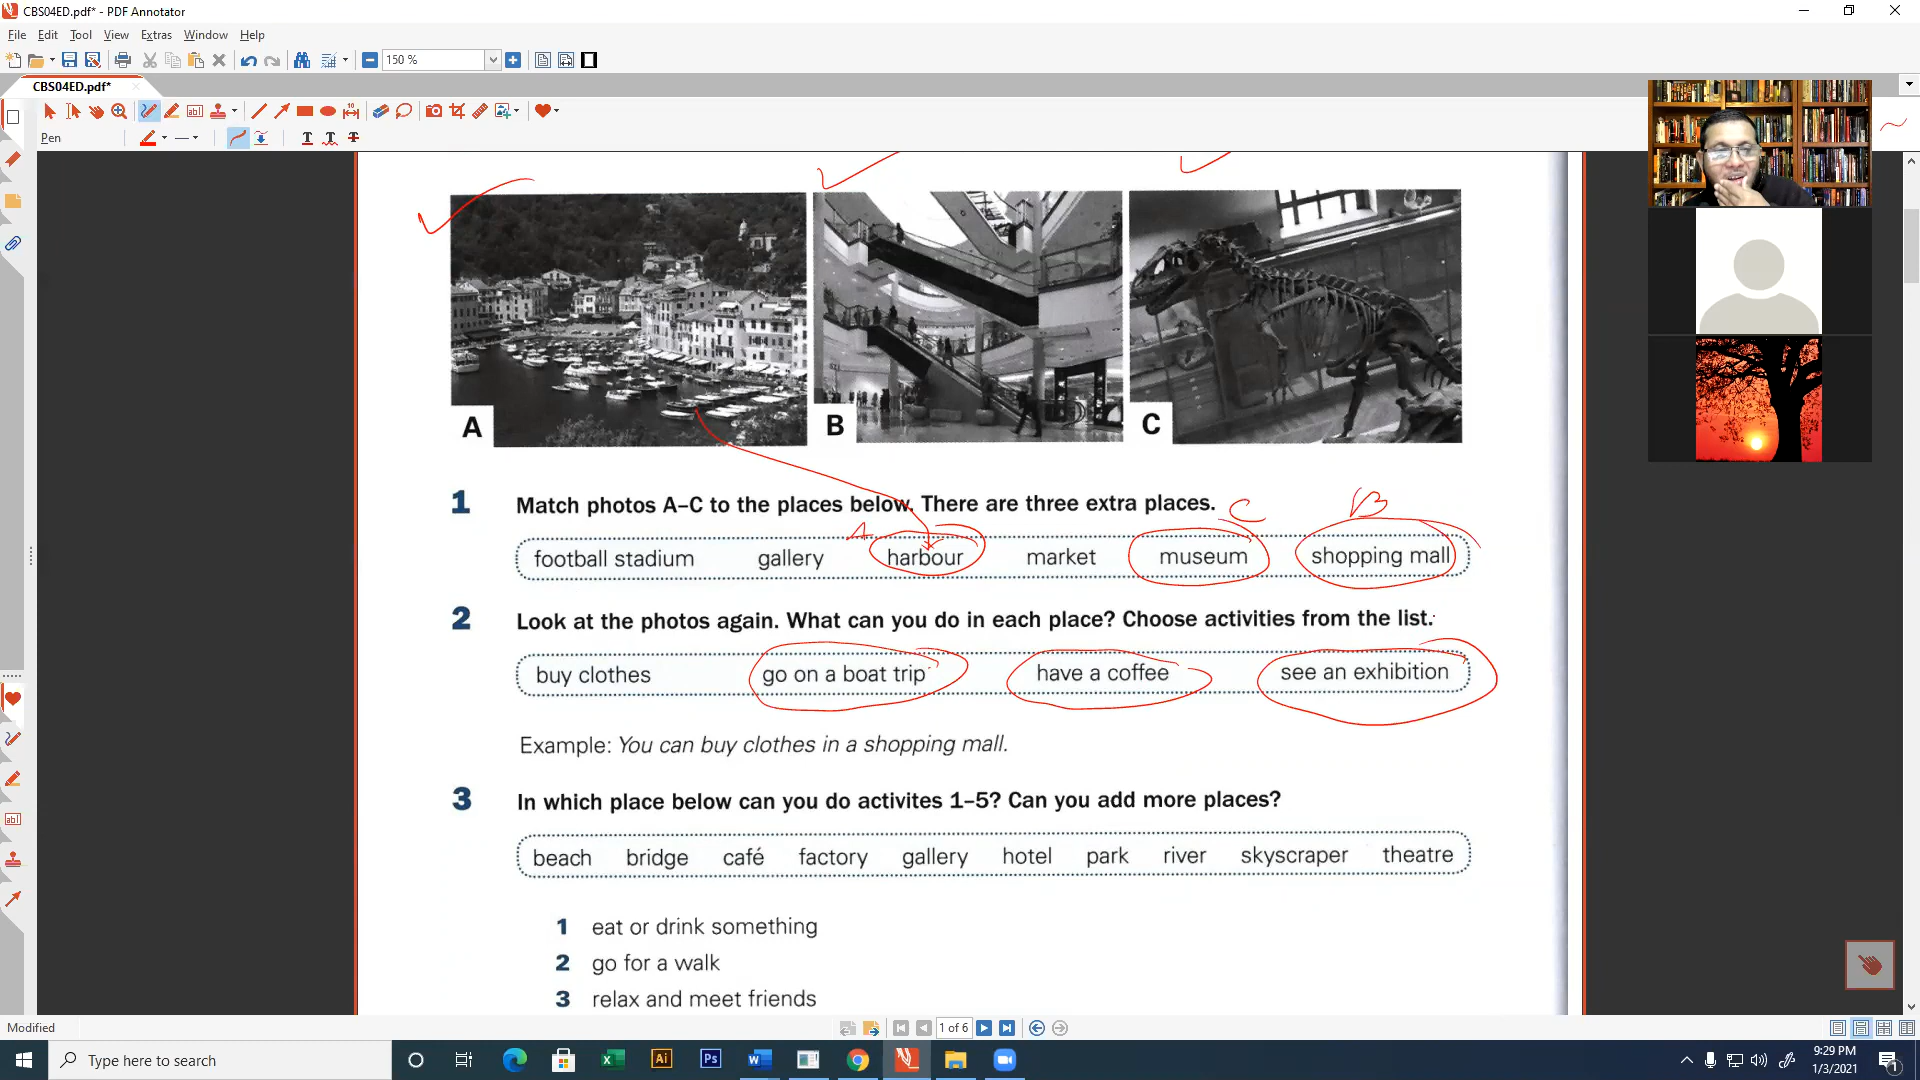 CBS04ED.pdf* - PDF Annotator
File Edit Tool View Extras Window Help
150 %
CBS04ED.pdf*
Pen
A
B
C
1 Match photos A–C to the places below. There are three extra places.
C B
A
football stadium gallery harbour market museum shopping mall
2 Look at the photos again. What can you do in each place? Choose activities from the list.
buy clothes go on a boat trip have a coffee see an exhibition
Example: You can buy clothes in a shopping mall.
3 In which place below can you do activites 1–5? Can you add more places?
beach bridge café factory gallery hotel park river skyscraper theatre
1 eat or drink something
2 go for a walk
3 relax and meet friends
Modified
1 of 6
Type here to search
9:29 PM
1/3/2021